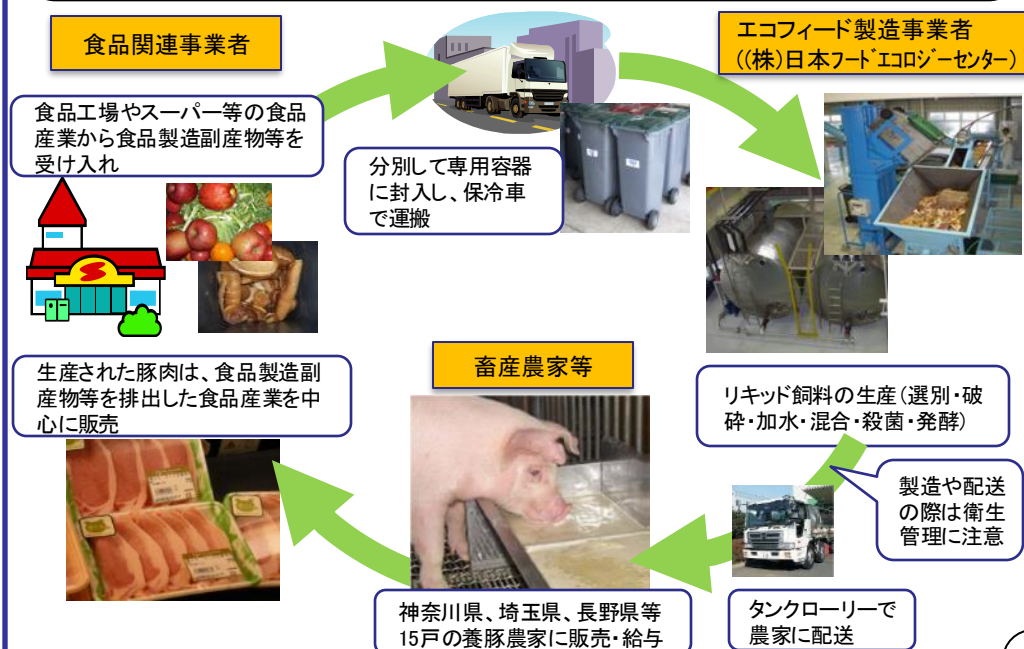 食品関連事業者
エコフィード製造事業者
((株)日本フードエコロジーセンター)
食品工場やスーパー等の食品
産業から食品製造副産物等を
受け入れ
分別して専用容器
に封入し、保冷車
で運搬
生産された豚肉は、食品製造副
産物等を排出した食品産業を中
心に販売
畜産農家等
リキッド飼料の生産(選別・破
砕・加水・混合・殺菌・発酵)
製造や配送
の際は衛生
管理に注意
神奈川県、埼玉県、長野県等
15戸の養豚農家に販売・給与
タンクローリーで
農家に配送